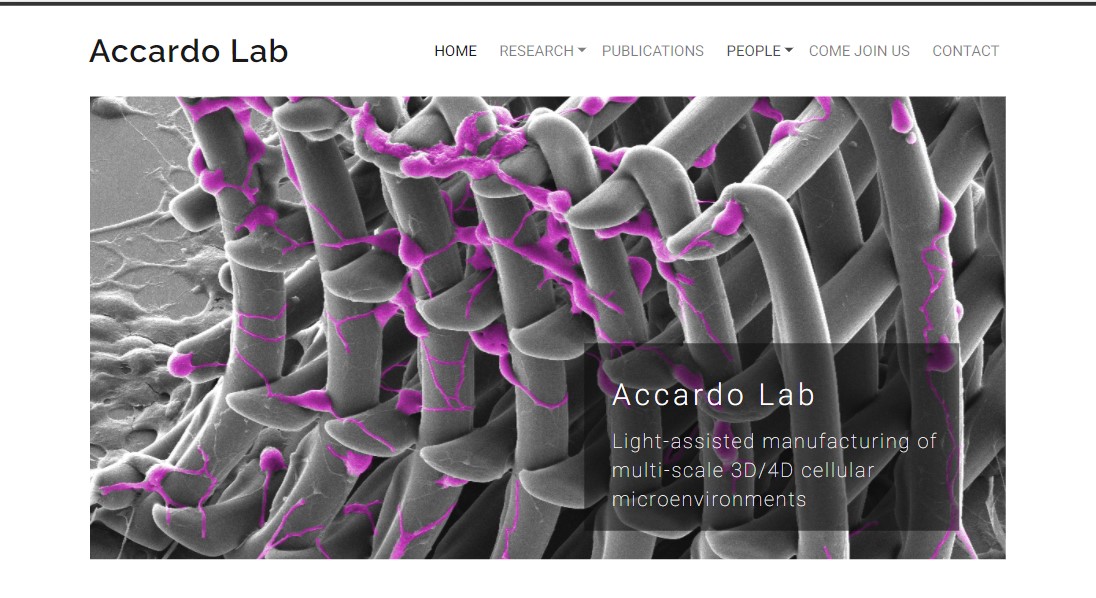 Accardo Lab
HOME RESEARCH PUBLICATIONS PEOPLE COME JOIN US CONTACT
Accardo Lab
Light-assisted manufacturing of
multi-scale 3D/4D cellular
microenvironments